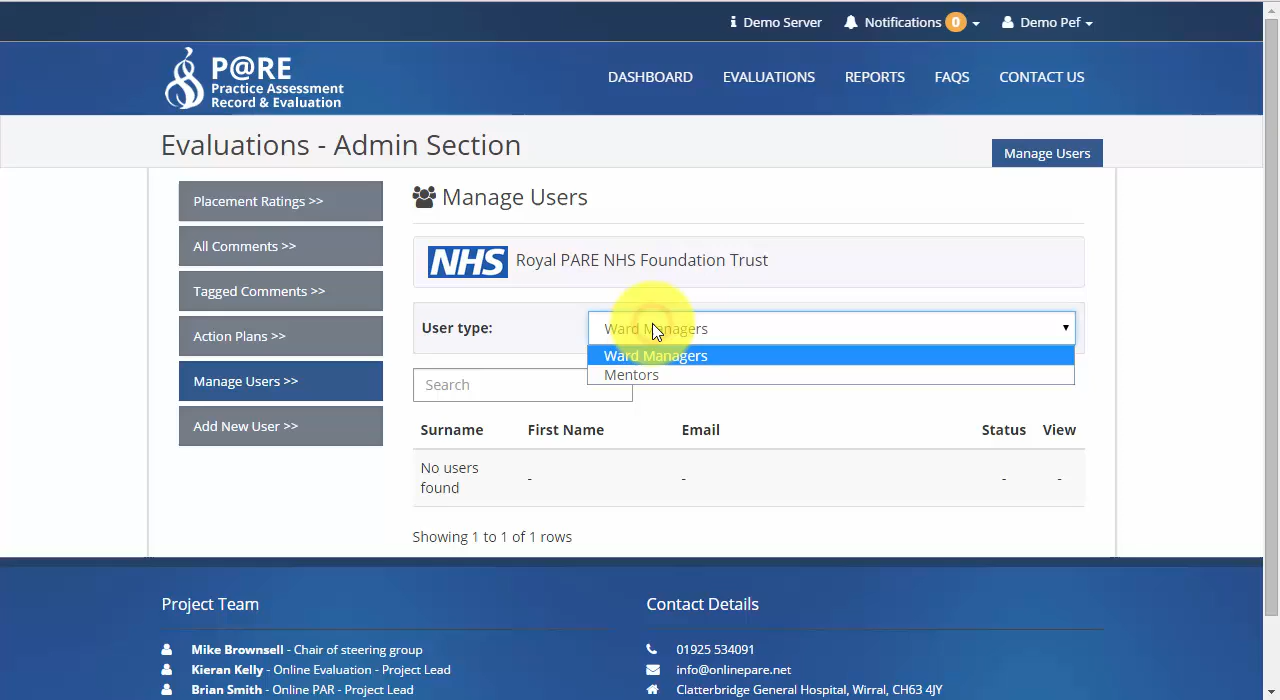 Demo Server Notifications 0 Demo Pef
P@RE
Practice Assessment
Record & Evaluation
DASHBOARD EVALUATIONS REPORTS FAQS CONTACT US
Evaluations - Admin Section
Manage Users
Placement Ratings >>
All Comments >>
Tagged Comments >>
Action Plans >>
Manage Users >>
Add New User >>
Manage Users
NHS Royal PARE NHS Foundation Trust
User type: Ward Managers
Ward Managers
Mentors
Search
Surname First Name Email Status View
No users
found - - - -
Showing 1 to 1 of 1 rows
Project Team
Mike Brownsell - Chair of steering group
Kieran Kelly - Online Evaluation - Project Lead
Brian Smith - Online PAR - Project Lead
Contact Details
01925 534091
info@onlinepare.net
Clatterbridge General Hospital, Wirral, CH63 4JY